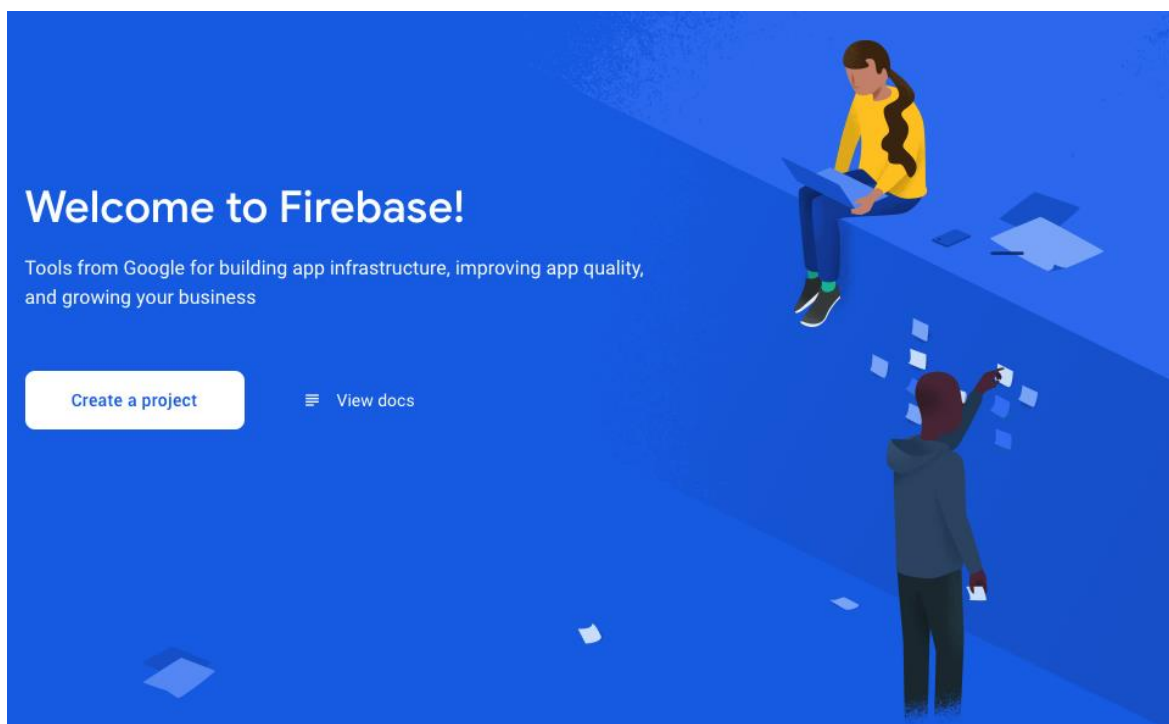 Welcome to Firebase!
Tools from Google for building app infrastructure, improving app quality,
and growing your business
Create a project
View docs